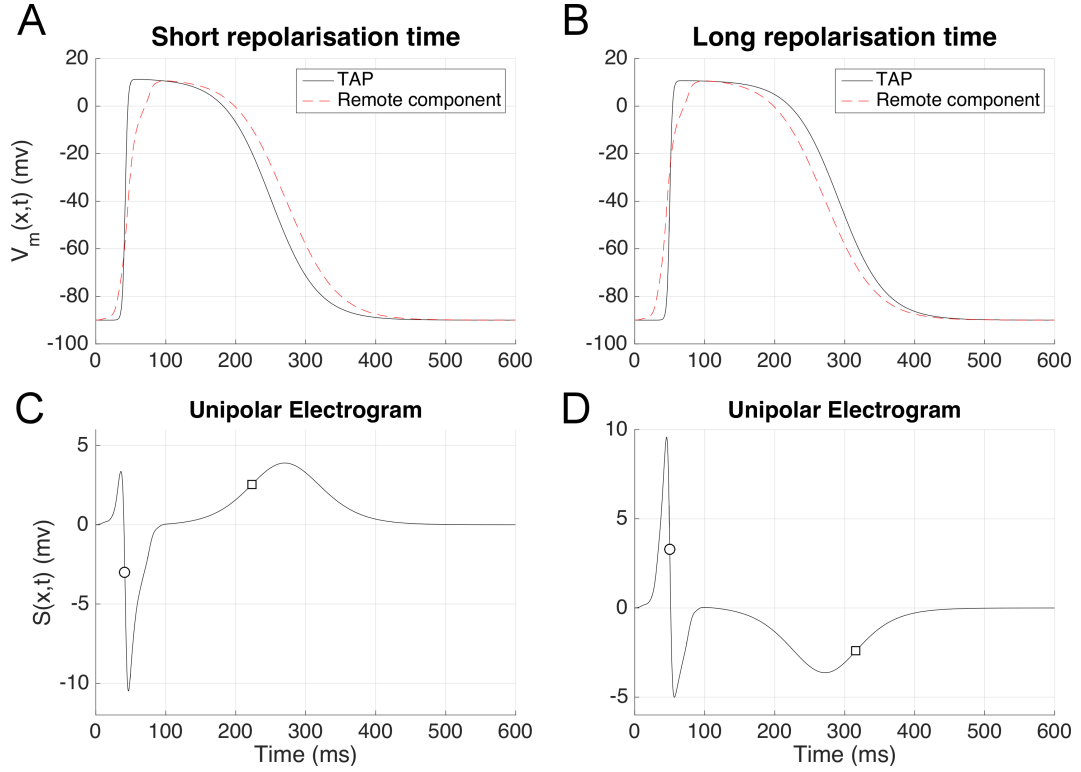 A
Short repolarisation time
20
0
-20
-40
-60
-80
-100
V_m(x,t) (mv)
TAP
Remote component
0 100 200 300 400 500 600
B
Long repolarisation time
20
0
-20
-40
-60
-80
-100
TAP
Remote component
0 100 200 300 400 500 600
C
Unipolar Electrogram
5
0
-5
-10
S(x,t) (mv)
0 100 200 300 400 500 600
Time (ms)
D
Unipolar Electrogram
10
5
0
-5
0 100 200 300 400 500 600
Time (ms)